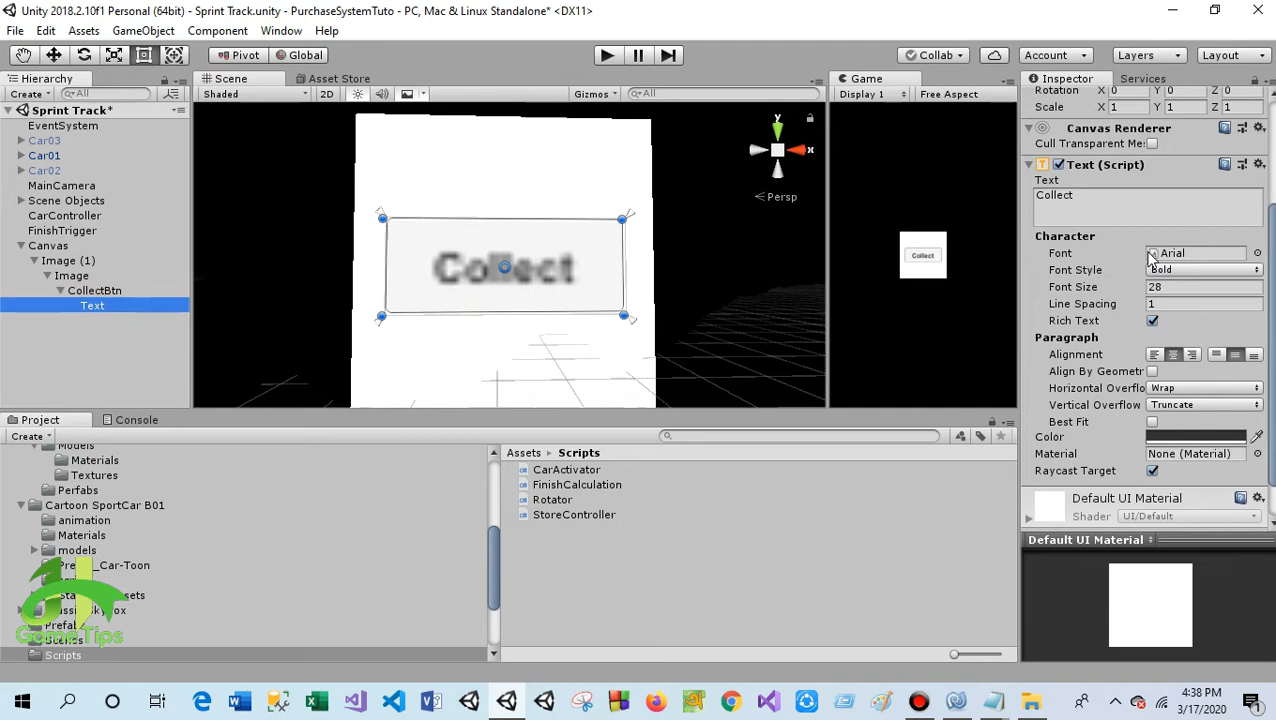 Unity 2018.2.10f1 Personal (64bit) - Sprint Track.unity - PurchaseSystemTuto - PC, Mac & Linux Standalone* <DX11>
File Edit Assets GameObject Component Window Help
Pivot Global Collab Account Layers Layout
Hierarchy Scene Asset Store Game Inspector Services
Create All Shaded 2D Gizmos All Display 1 Free Aspect
Rotation X 0 Y 0 Z 0
Scale X 1 Y 1 Z 1
Sprint Track*
EventSystem
Car03
Car01
Car02
MainCamera
SceneObjects
CarController
FinishTrigger
Canvas
Image (1)
Image
CollectBtn
Text
y
x
Persp
Collect
Collect
Canvas Renderer
Cull Transparent Me
Text (Script)
Text
Collect
Character
Font Arial
Font Style Bold
Font Size 28
Line Spacing 1
Rich Text
Paragraph
Alignment
Align By Geometr
Horizontal Overflo Wrap
Vertical Overflow Truncate
Best Fit
Color
Material None (Material)
Raycast Target
Default UI Material
Shader UI/Default
Default UI Material
Project Console
Create
Models
Materials
Textures
Perfabs
Cartoon SportCar B01
animation
Materials
models
_Car-Toon
Scripts
Game Tips
Assets Scripts
CarActivator
FinishCalculation
Rotator
StoreController
4:38 PM
3/17/2020